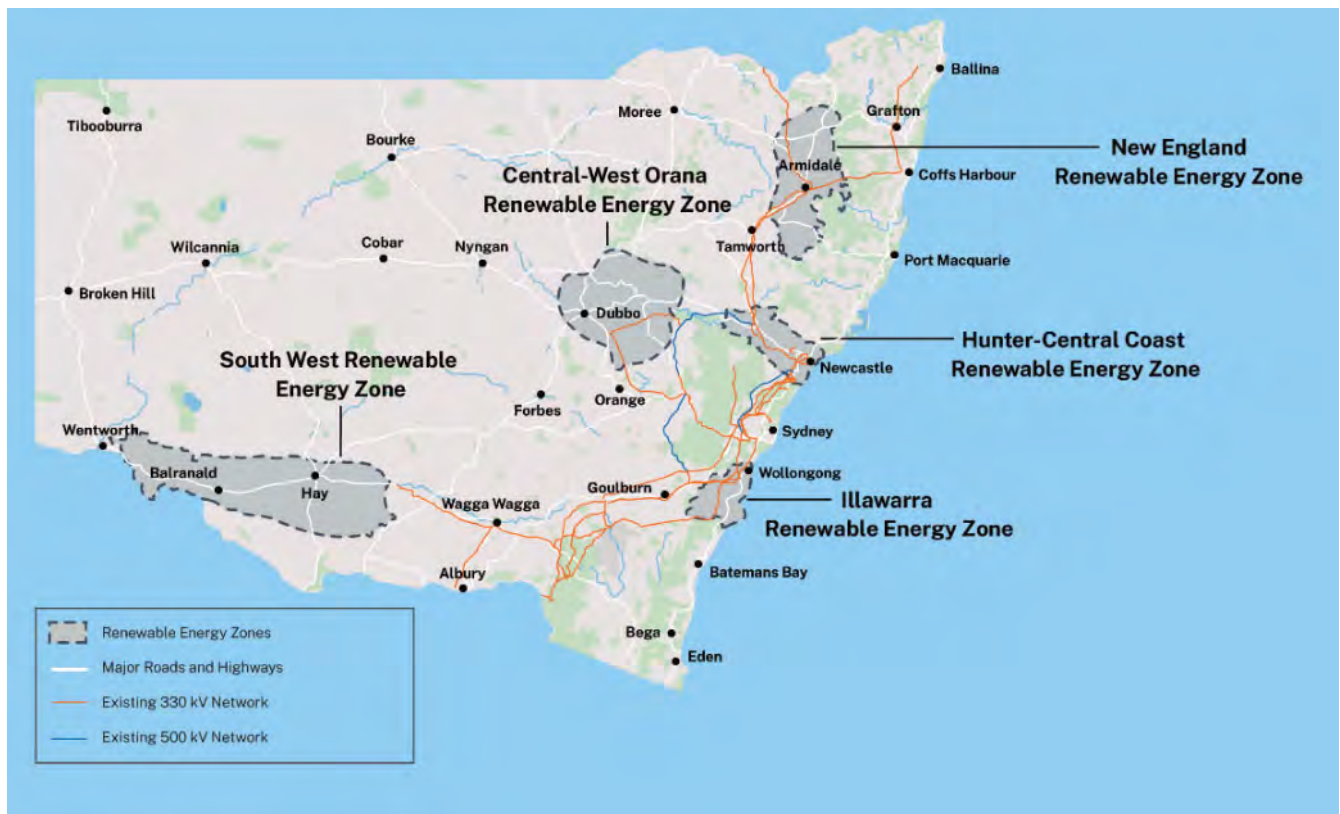 Ballina
Tibooburra
Moree
Grafton
Bourke
New England
Renewable Energy Zone
Central-West Orana
Renewable Energy Zone
Armidale
Coffs Harbour
Tamworth
Wilcannia
Cobar
Nyngan
Port Macquarie
Broken Hill
Dubbo
Hunter-Central Coast
Renewable Energy Zone
South West Renewable
Energy Zone
Newcastle
Orange
Forbes
Wentworth
Sydney
Balranald
Hay
Wollongong
Goulburn
Wagga Wagga
Illawarra
Renewable Energy Zone
Albury
Batemans Bay
Bega
Eden
Renewable Energy Zones
Major Roads and Highways
Existing 330 kV Network
Existing 500 kV Network